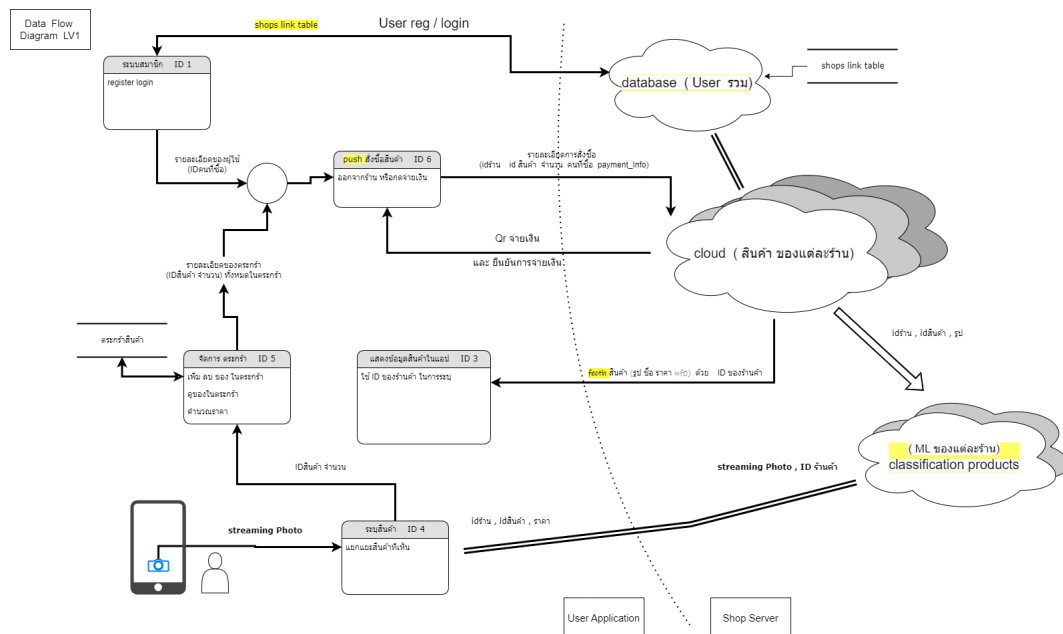 Data Flow
Diagram LV1
shops link table
User reg / login
ระบบสมาชิก ID 1
register login
database ( User รวม)
shops link table
รายละเอียดของผู้ใช้
(IDคนที่ซื้อ)
push สั่งซื้อสินค้า ID 6
ออกจากร้าน หรือกดจ่ายเงิน
รายละเอียดการสั่งซื้อ
(idร้าน id สินค้า จำนวน คนที่ซื้อ payment_Info)
Qr จ่ายเงิน
และ ยืนยันการจ่ายเงิน
cloud ( สินค้า ของแต่ละร้าน)
รายละเอียดของตระกร้า
(IDสินค้า จำนวน) ทั้งหมดในตระกร้า
idร้าน , idสินค้า , รูป
ตระกร้าสินค้า
จัดการ ตระกร้า ID 5
เพิ่ม ลบ ของ ในตระกร้า
ดูของในตระกร้า
คำนวณราคา
แสดงข้อมูลสินค้าในแอป ID 3
ใช้ ID ของร้านค้า ในการระบุ
สินค้า (รูป ชื่อ ราคา ) ด้วย ID ของร้านค้า
( ML ของแต่ละร้าน)
classification products
IDสินค้า จำนวน
streaming Photo , ID ร้านค้า
streaming Photo
ระบุสินค้า ID 4
แยกแยะสินค้าที่เห็น
idร้าน , idสินค้า , ราคา
User Application
Shop Server